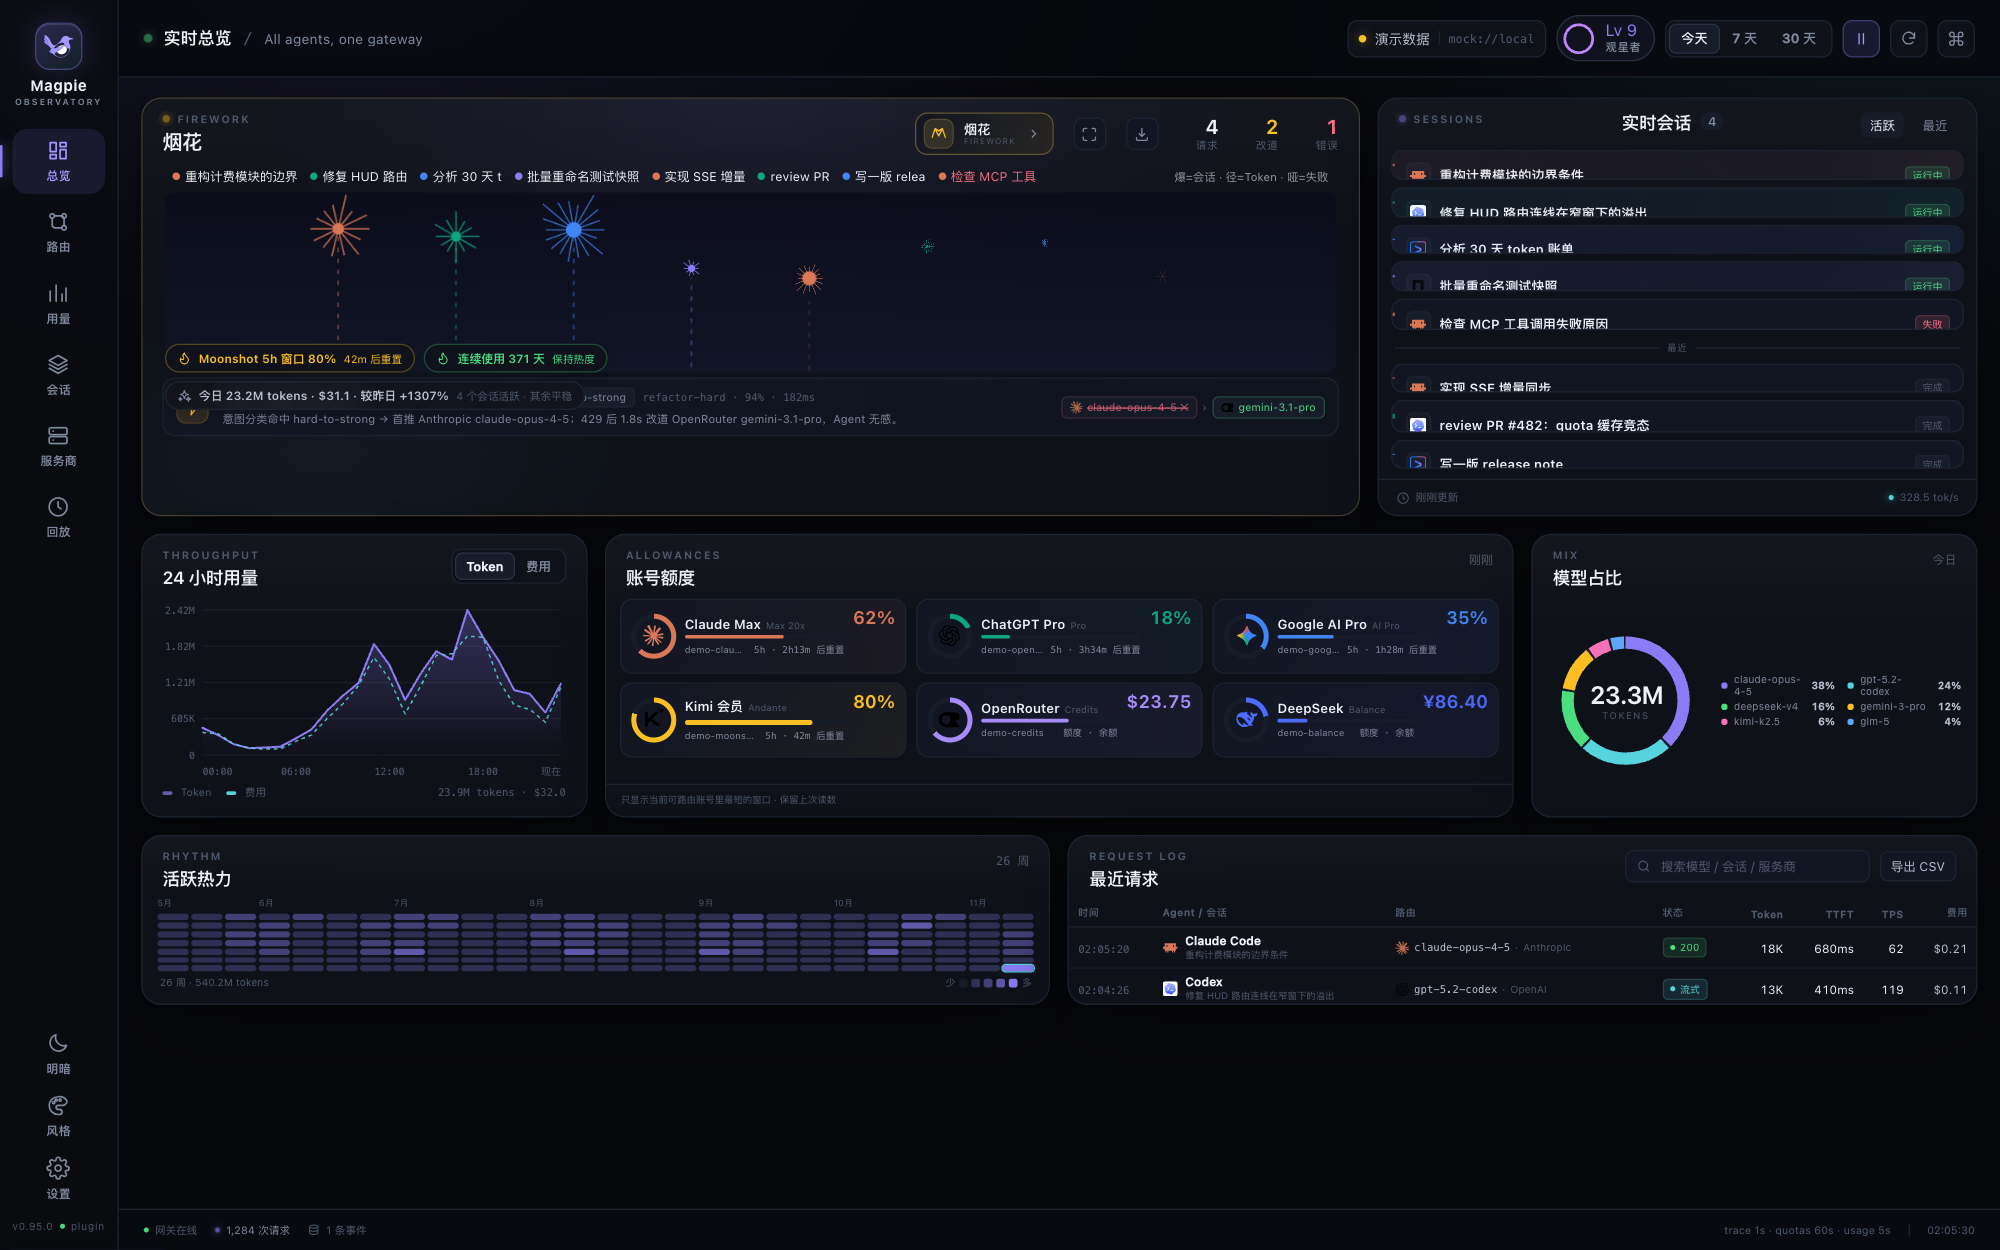 Magpie
OBSERVATORY
总览
路由
用量
会话
服务商
回放
明暗
风格
设置
v0.95.0 plugin
实时总览 / All agents, one gateway
演示数据 mock://local
Lv 9
观星者
今天 7 天 30 天
FIREWORK
烟花
烟花
FIREWORK
4 请求
2 改道
1 错误
重构计费模块的边界 修复 HUD 路由 分析 30 天 t 批量重命名测试快照 实现 SSE 增量 review PR 写一版 relea 检查 MCP 工具
爆=会话 · 径=Token · 哑=失败
Moonshot 5h 窗口 80% 42m 后重置
连续使用 371 天 保持热度
今日 23.2M tokens · $31.1 · 较昨日 +1307% 4 个会话活跃 · 其余平稳
-strong refactor-hard · 94% · 182ms
意图分类命中 hard-to-strong → 首推 Anthropic claude-opus-4-5；429 后 1.8s 改道 OpenRouter gemini-3.1-pro，Agent 无感。
claude-opus-4-5 ✕ › gemini-3.1-pro
SESSIONS
实时会话 4
活跃 最近
重构计费模块的边界条件 运行中
修复 HUD 路由连线在窄窗下的溢出 运行中
分析 30 天 token 账单 运行中
批量重命名测试快照 运行中
检查 MCP 工具调用失败原因 失败
最近
实现 SSE 增量同步 完成
review PR #482：quota 缓存竞态 完成
写一版 release note 完成
刚刚更新 328.5 tok/s
THROUGHPUT
24 小时用量
Token 费用
2.42M
1.82M
1.21M
605K
0
00:00 06:00 12:00 18:00 现在
Token 费用 23.9M tokens · $32.0
ALLOWANCES
账号额度
刚刚
Claude Max Max 20x 62%
demo-clau… 5h · 2h13m 后重置
ChatGPT Pro Pro 18%
demo-open… 5h · 3h34m 后重置
Google AI Pro AI Pro 35%
demo-goog… 5h · 1h28m 后重置
Kimi 会员 Andante 80%
demo-moons… 5h · 42m 后重置
OpenRouter Credits $23.75
demo-credits 额度 · 余额
DeepSeek Balance ¥86.40
demo-balance 额度 · 余额
只显示当前可路由账号里最短的窗口 · 保留上次读数
MIX
模型占比
今日
23.3M
TOKENS
claude-opus-4-5 38% gpt-5.2-codex 24%
deepseek-v4 16% gemini-3-pro 12%
kimi-k2.5 6% glm-5 4%
RHYTHM
活跃热力
26 周
5月 6月 7月 8月 9月 10月 11月
26 周 · 540.2M tokens
少 多
REQUEST LOG
最近请求
搜索模型 / 会话 / 服务商
导出 CSV
时间 Agent / 会话 路由 状态 Token TTFT TPS 费用
02:05:20 Claude Code claude-opus-4-5 · Anthropic 200 18K 680ms 62 $0.21
重构计费模块的边界条件
02:04:26 Codex gpt-5.2-codex · OpenAI 流式 13K 410ms 119 $0.11
修复 HUD 路由连线在窄窗下的溢出
网关在线 1,284 次请求 1 条事件
trace 1s · quotas 60s · usage 5s 02:05:30